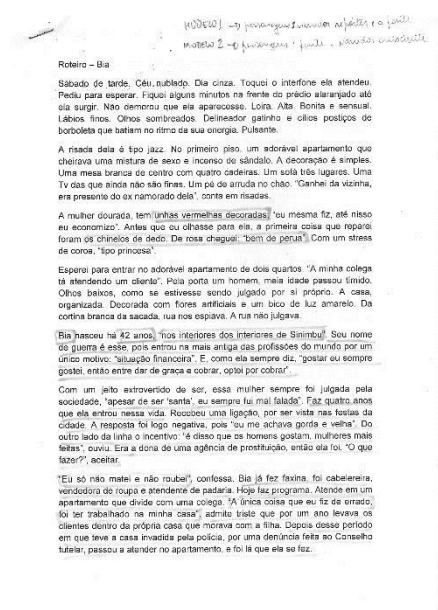 MODELO 1 → personagens: narrador repórter e a fonte
MODELO 2 → personagens: fonte. Narrador onisciente
Roteiro – Bia
Sábado de tarde. Céu nublado. Dia cinza. Toquei o interfone ela atendeu.
Pediu para esperar. Fiquei alguns minutos na frente do prédio alaranjado até
ela surgir. Não demorou que ela aparecesse. Loira. Alta. Bonita e sensual.
Lábios finos. Olhos sombreados. Delineador gatinho e cílios postiços de
borboleta que batiam no ritmo da sua energia. Pulsante.
A risada dela é tipo jazz. No primeiro piso, um adorável apartamento que
cheirava uma mistura de sexo e incenso de sândalo. A decoração é simples.
Uma mesa branca de centro com quatro cadeiras. Um sofá três lugares. Uma
Tv das que ainda não são finas. Um pé de arruda no chão. "Ganhei da vizinha,
era presente do ex namorado dela", conta em risadas.
A mulher dourada, tem unhas vermelhas decoradas, "eu mesma fiz, até nisso
eu economizo". Antes que eu olhasse para ela, a primeira coisa que reparei
foram os chinelos de dedo. De rosa cheguei: "bem de perua". Com um stress
de coroa, "tipo princesa".
Esperei para entrar no adorável apartamento de dois quartos. "A minha colega
tá atendendo um cliente". Pela porta um homem, meia idade, passou tímido.
Olhos baixos, como se estivesse sendo julgado por si próprio. A casa,
organizada. Decorada com flores artificiais e um bico de luz amarelo. Da
cortina branca da sacada, rua nos espiava. A rua não julgava.
Bia nasceu há 42 anos, "nos interiores dos interiores de Sinimbu". Seu nome
de guerra é esse, pois entrou na mais antiga das profissões do mundo por um
único motivo: "situação financeira". E, como ela sempre diz, "gostar eu sempre
gostei, então entre dar de graça e cobrar, optei por cobrar".
Com um jeito extrovertido de ser, essa mulher sempre foi julgada pela
sociedade, "apesar de ser 'santa', eu sempre fui mal falada". Faz quatro anos
que ela entrou nessa vida. Recebeu uma ligação, por ser vista nas festas da
cidade. A resposta foi logo negativa, pois "eu me achava gorda e velha". Do
outro lado da linha o incentivo: "é disso que os homens gostam, mulheres mais
feitas", ouviu. Era a dona de uma agência de prostituição, então ela foi. "O que
fazer?", aceitar.
"Eu só não matei e não roubei", confessa. Bia já fez faxina, foi cabelereira,
vendedora de roupa e atendente de padaria. Hoje faz programa. Atende em um
apartamento que divide com uma colega. "A única coisa que eu fiz de errado,
foi ter trabalhado na minha casa", admite triste que por um ano levava os
clientes dentro da própria casa que morava com a filha. Depois desse período
em que teve a casa invadida pela polícia, por uma denúncia feita ao Conselho
tutelar, passou a atender no apartamento, e foi lá que ela se fez.